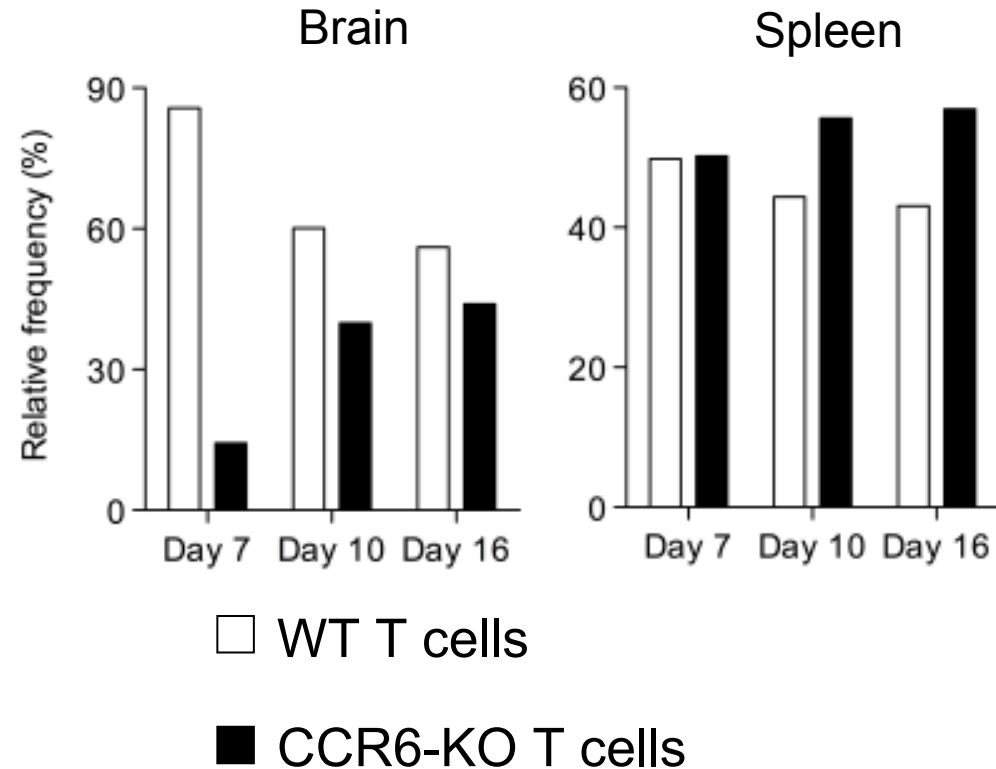 Brain
Spleen
Relative frequency (%)
90
60
30
0
Day 7 Day 10 Day 16
60
40
20
0
Day 7 Day 10 Day 16
WT T cells
CCR6-KO T cells